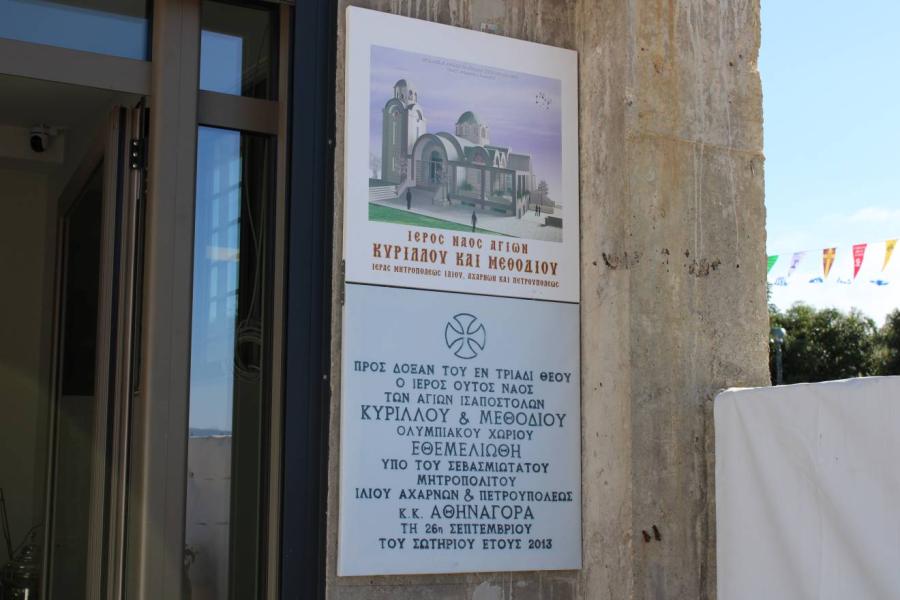 ΙΕΡΟΣ ΝΑΟΣ ΑΓΙΩΝ
ΚΥΡΙΛΛΟΥ ΚΑΙ ΜΕΘΟΔΙΟΥ
ΙΕΡΑΣ ΜΗΤΡΟΠΟΛΕΩΣ ΙΛΙΟΥ, ΑΧΑΡΝΩΝ ΚΑΙ ΠΕΤΡΟΥΠΟΛΕΩΣ
ΠΡΟΣ ΔΟΞΑΝ ΤΟΥ ΕΝ ΤΡΙΑΔΙ ΘΕΟΥ
Ο ΙΕΡΟΣ ΟΥΤΟΣ ΝΑΟΣ
ΤΩΝ ΑΓΙΩΝ ΙΣΑΠΟΣΤΟΛΩΝ
ΚΥΡΙΛΛΟΥ & ΜΕΘΟΔΙΟΥ
ΟΛΥΜΠΙΑΚΟΥ ΧΩΡΙΟΥ
ΕΘΕΜΕΛΙΩΘΗ
ΥΠΟ ΤΟΥ ΣΕΒΑΣΜΙΩΤΑΤΟΥ
ΜΗΤΡΟΠΟΛΙΤΟΥ
ΙΛΙΟΥ ΑΧΑΡΝΩΝ & ΠΕΤΡΟΥΠΟΛΕΩΣ
Κ.Κ. ΑΘΗΝΑΓΟΡΑ
ΤΗ 26η ΣΕΠΤΕΜΒΡΙΟΥ
ΤΟΥ ΣΩΤΗΡΙΟΥ ΕΤΟΥΣ 2013